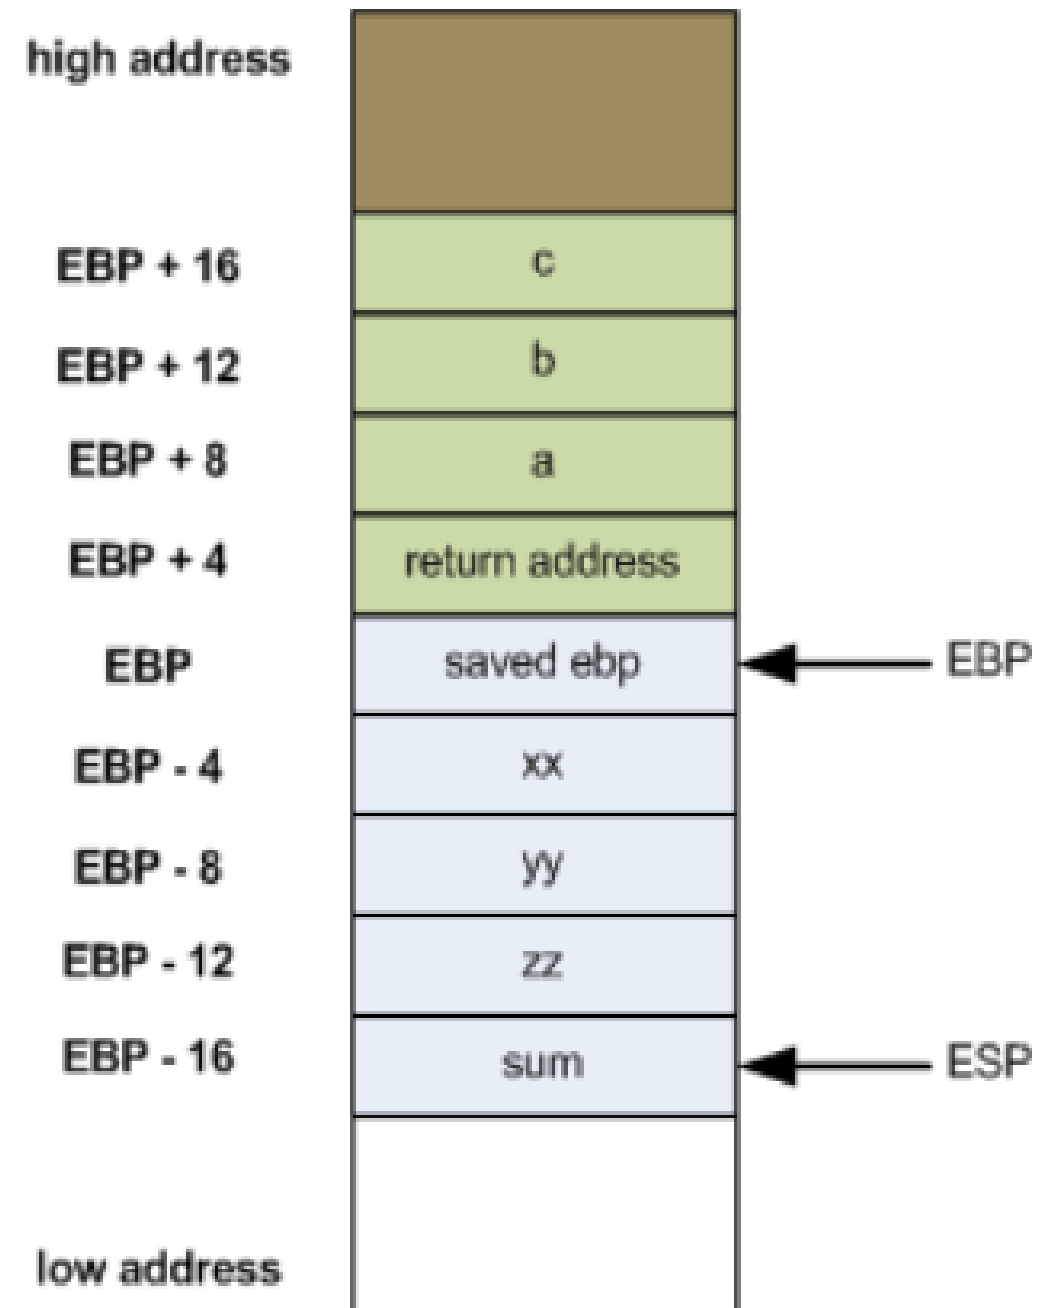 high address
EBP + 16
c
EBP + 12
b
EBP + 8
a
EBP + 4
return address
EBP
saved ebp
EBP
EBP - 4
xx
EBP - 8
yy
EBP - 12
zz
EBP - 16
sum
ESP
low address